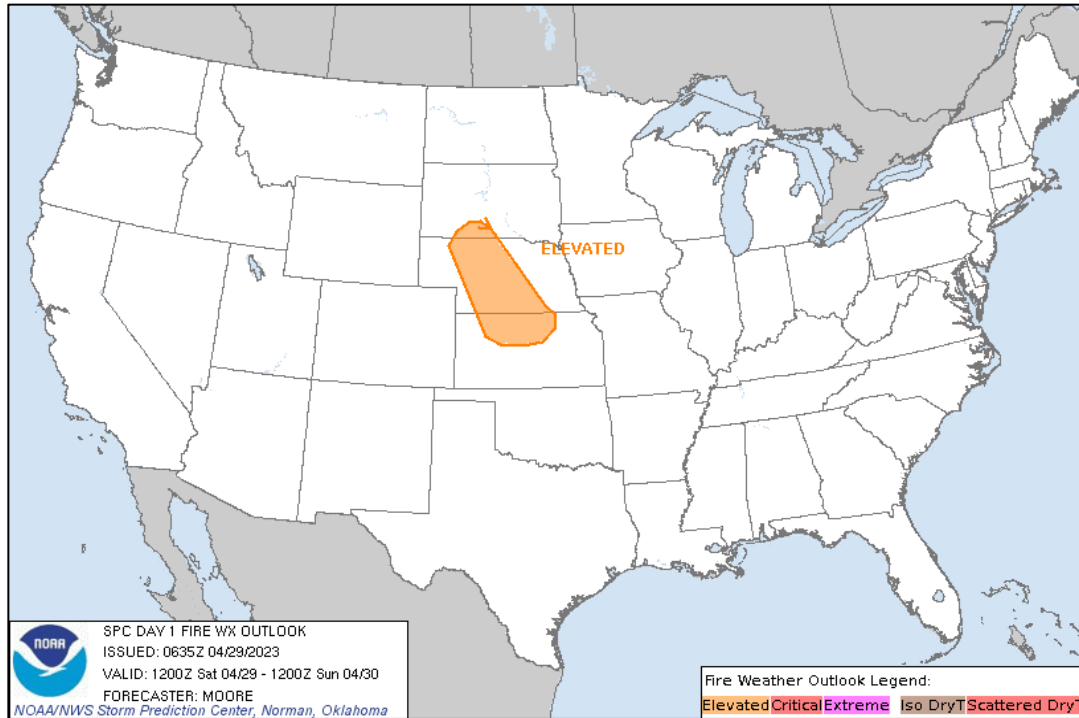 ELEVATED
NOAA
SPC DAY 1 FIRE WX OUTLOOK
ISSUED: 0635Z 04/29/2023
VALID: 1200Z Sat 04/29 - 1200Z Sun 04/30
FORECASTER: MOORE
NOAA/NWS Storm Prediction Center, Norman, Oklahoma
Fire Weather Outlook Legend:
Elevated Critical Extreme Iso DryT Scattered DryT